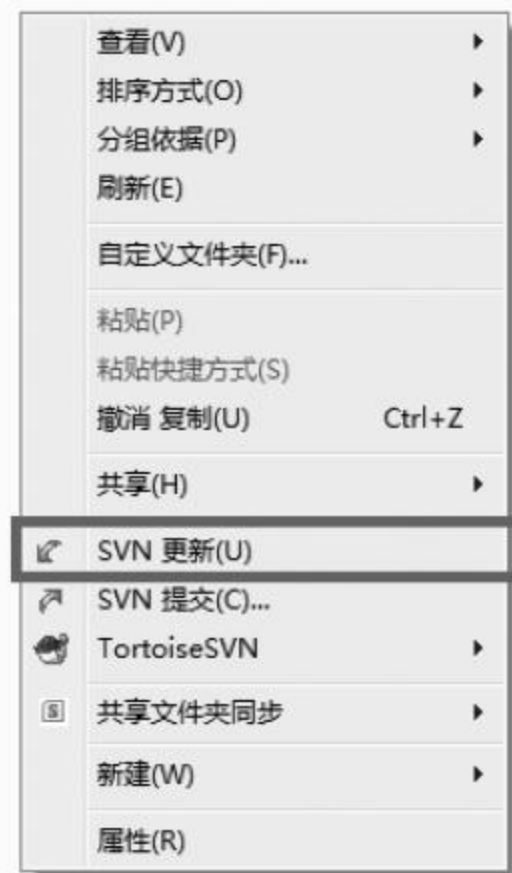 查看(V)
排序方式(O)
分组依据(P)
刷新(E)
自定义文件夹(F)...
粘贴(P)
粘贴快捷方式(S)
撤消 复制(U) Ctrl+Z
共享(H)
SVN 更新(U)
SVN 提交(C)...
TortoiseSVN
S 共享文件夹同步
新建(W)
属性(R)